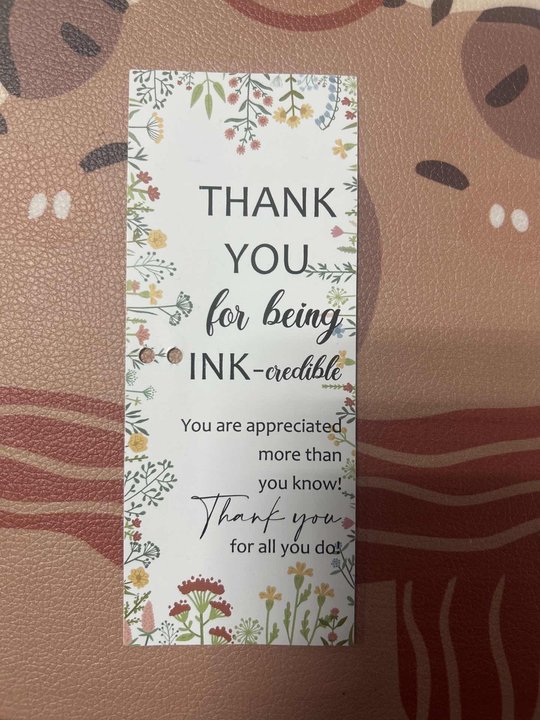 THANK
YOU
for being
INK-credible
You are appreciated
more than
you know!
Thank you
for all you do!